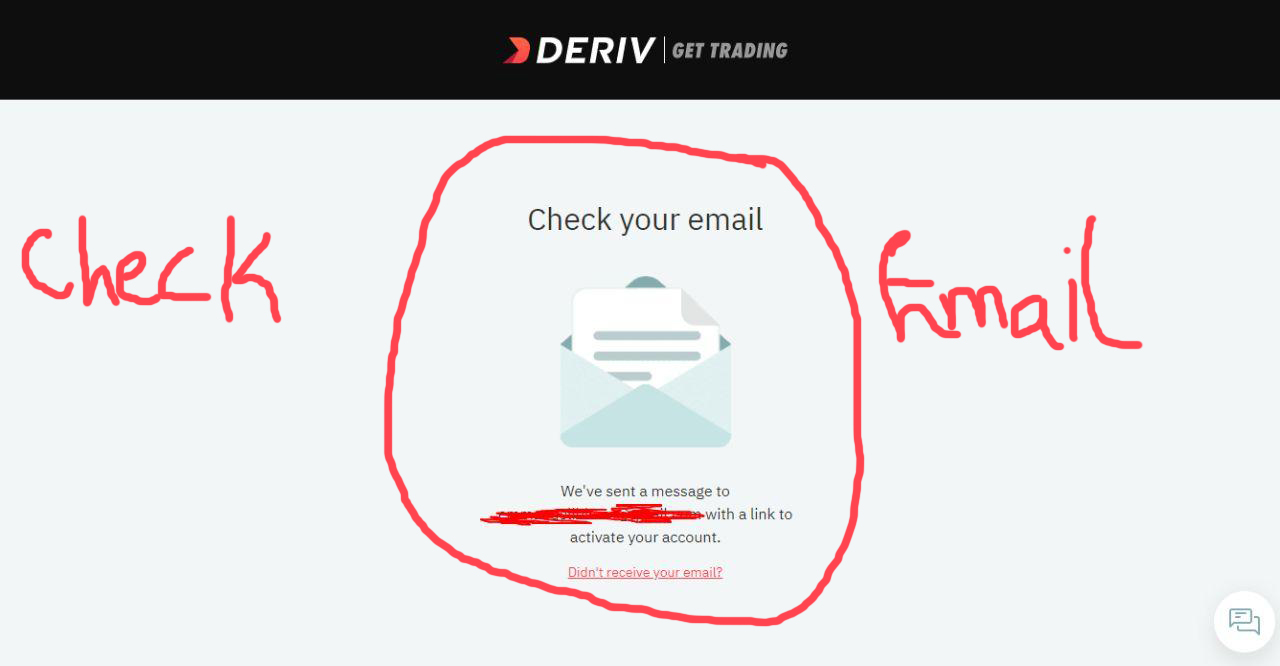 DERIV | GET TRADING
Check your email
Check
Email
We've sent a message to
with a link to
activate your account.
Didn't receive your email?